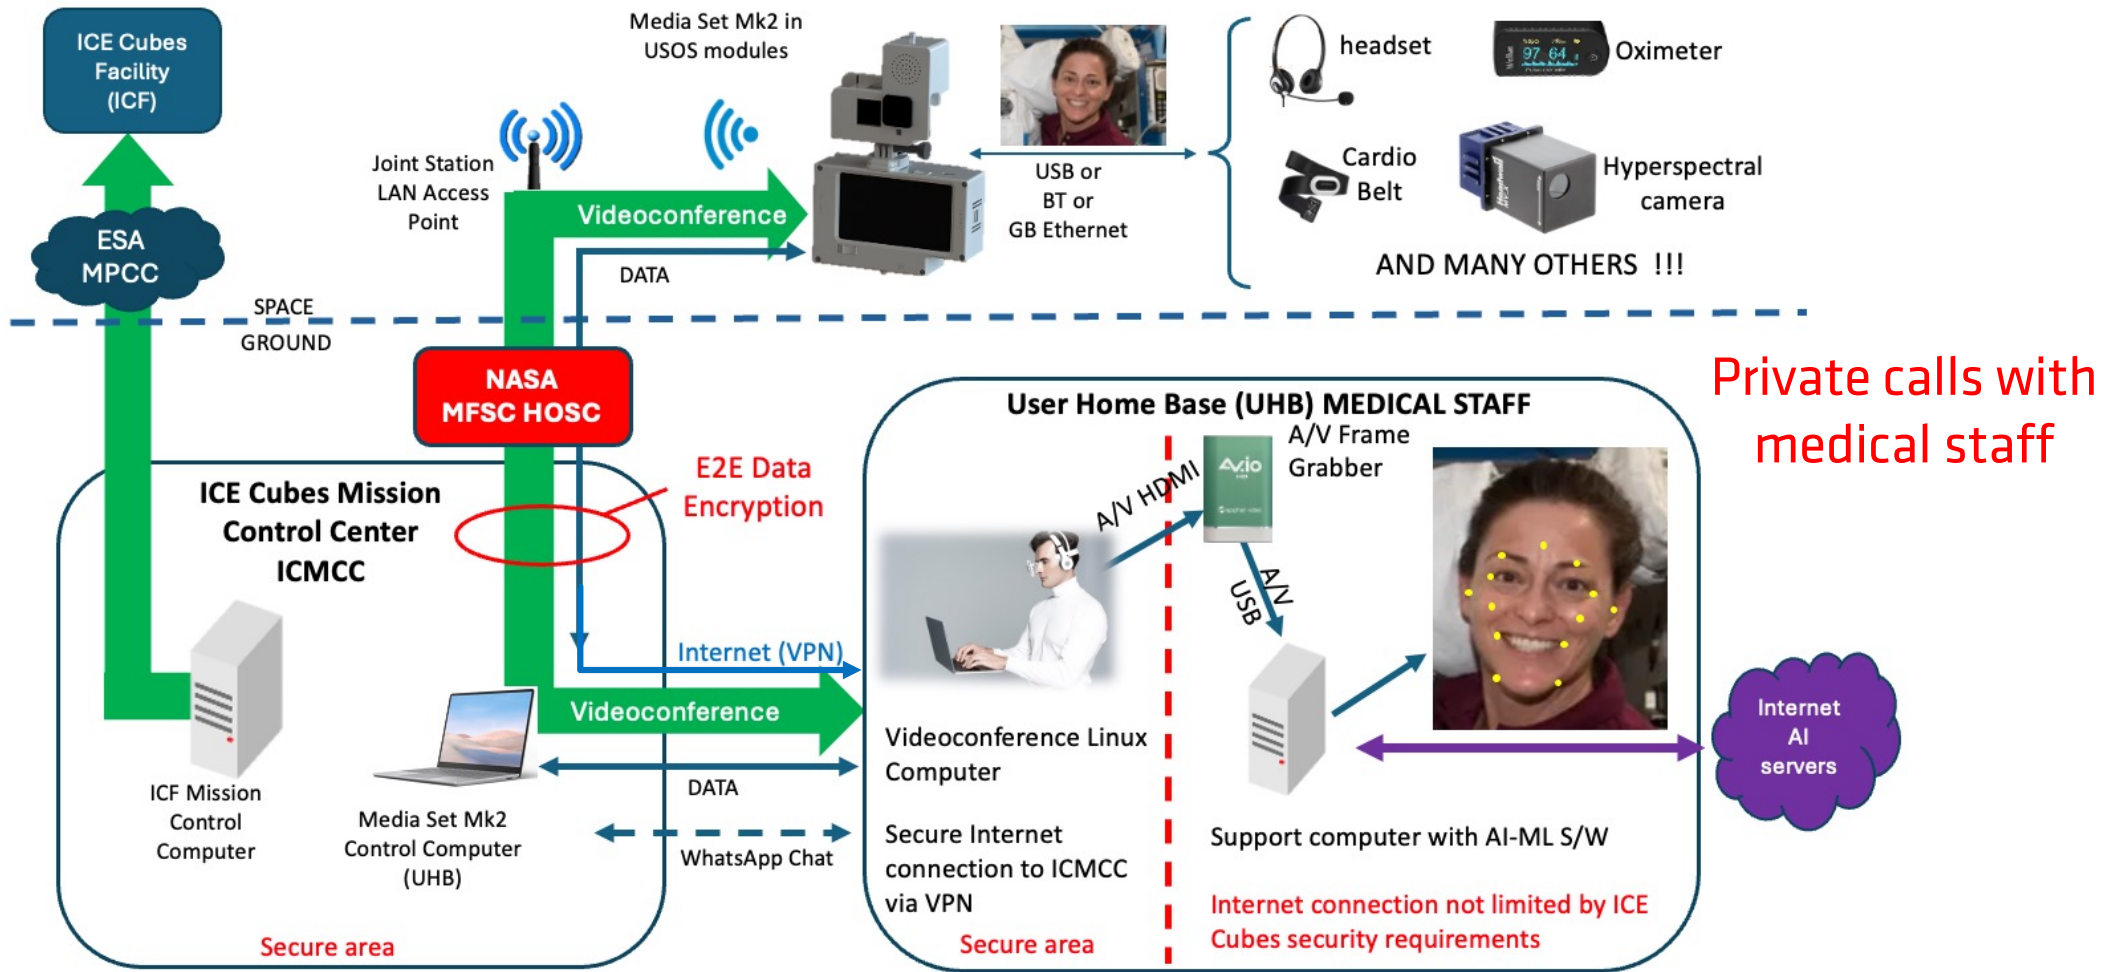 ICE Cubes
Facility
(ICF)
ESA
MPCC
SPACE
GROUND
Joint Station
LAN Access
Point
Media Set Mk2 in
USOS modules
Videoconference
DATA
USB or
BT or
GB Ethernet
headset
97 64
Oximeter
Cardio
Belt
Hyperspectral
camera
AND MANY OTHERS !!!
NASA
MFSC HOSC
E2E Data
Encryption
ICE Cubes Mission
Control Center
ICMCC
ICF Mission
Control
Computer
Media Set Mk2
Control Computer
(UHB)
Secure area
Internet (VPN)
Videoconference
DATA
WhatsApp Chat
User Home Base (UHB) MEDICAL STAFF
A/V HDMI
AV.io
A/V Frame
Grabber
A/V
USB
Videoconference Linux
Computer
Secure Internet
connection to ICMCC
via VPN
Secure area
Support computer with AI-ML S/W
Internet connection not limited by ICE
Cubes security requirements
Internet
AI
servers
Private calls with
medical staff